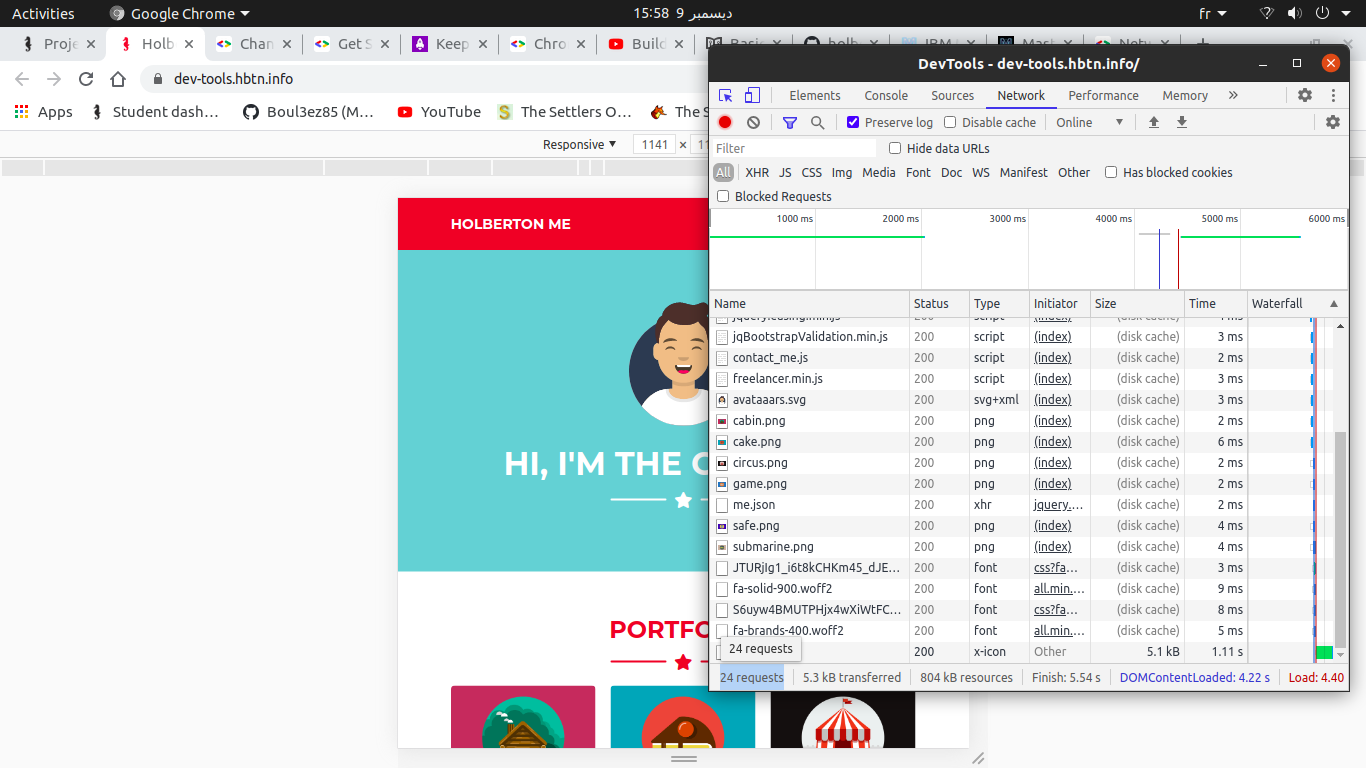 Activities
Google Chrome
15:58 9 ديسمبر
fr
Proje
Holb
Chan
Get S
Keep
Chro
Build
Basic
holb
IBM
Mast
Netw
dev-tools.hbtn.info
Apps
Student dash...
Boul3ez85 (M...
YouTube
The Settlers O...
The S
Responsive
1141 ×
HOLBERTON ME
HI, I'M THE
PORTFO
DevTools - dev-tools.hbtn.info/
Elements Console Sources Network Performance Memory »
Preserve log Disable cache Online
Filter Hide data URLs
All XHR JS CSS Img Media Font Doc WS Manifest Other Has blocked cookies
Blocked Requests
1000 ms 2000 ms 3000 ms 4000 ms 5000 ms 6000 ms
Name Status Type Initiator Size Time Waterfall
jquery.easing.min.js 200 script (index) (disk cache) 4 ms
jqBootstrapValidation.min.js 200 script (index) (disk cache) 3 ms
contact_me.js 200 script (index) (disk cache) 2 ms
freelancer.min.js 200 script (index) (disk cache) 3 ms
avataaars.svg 200 svg+xml (index) (disk cache) 3 ms
cabin.png 200 png (index) (disk cache) 2 ms
cake.png 200 png (index) (disk cache) 6 ms
circus.png 200 png (index) (disk cache) 2 ms
game.png 200 png (index) (disk cache) 2 ms
me.json 200 xhr jquery.... (disk cache) 2 ms
safe.png 200 png (index) (disk cache) 4 ms
submarine.png 200 png (index) (disk cache) 4 ms
JTURjIg1_i6t8kCHKm45_dJE... 200 font css?fa... (disk cache) 3 ms
fa-solid-900.woff2 200 font all.min.... (disk cache) 9 ms
S6uyw4BMUTPHjx4wXiWtFC... 200 font css?fa... (disk cache) 8 ms
fa-brands-400.woff2 200 font all.min.... (disk cache) 5 ms
24 requests
200 x-icon Other 5.1 kB 1.11 s
24 requests 5.3 kB transferred 804 kB resources Finish: 5.54 s DOMContentLoaded: 4.22 s Load: 4.40